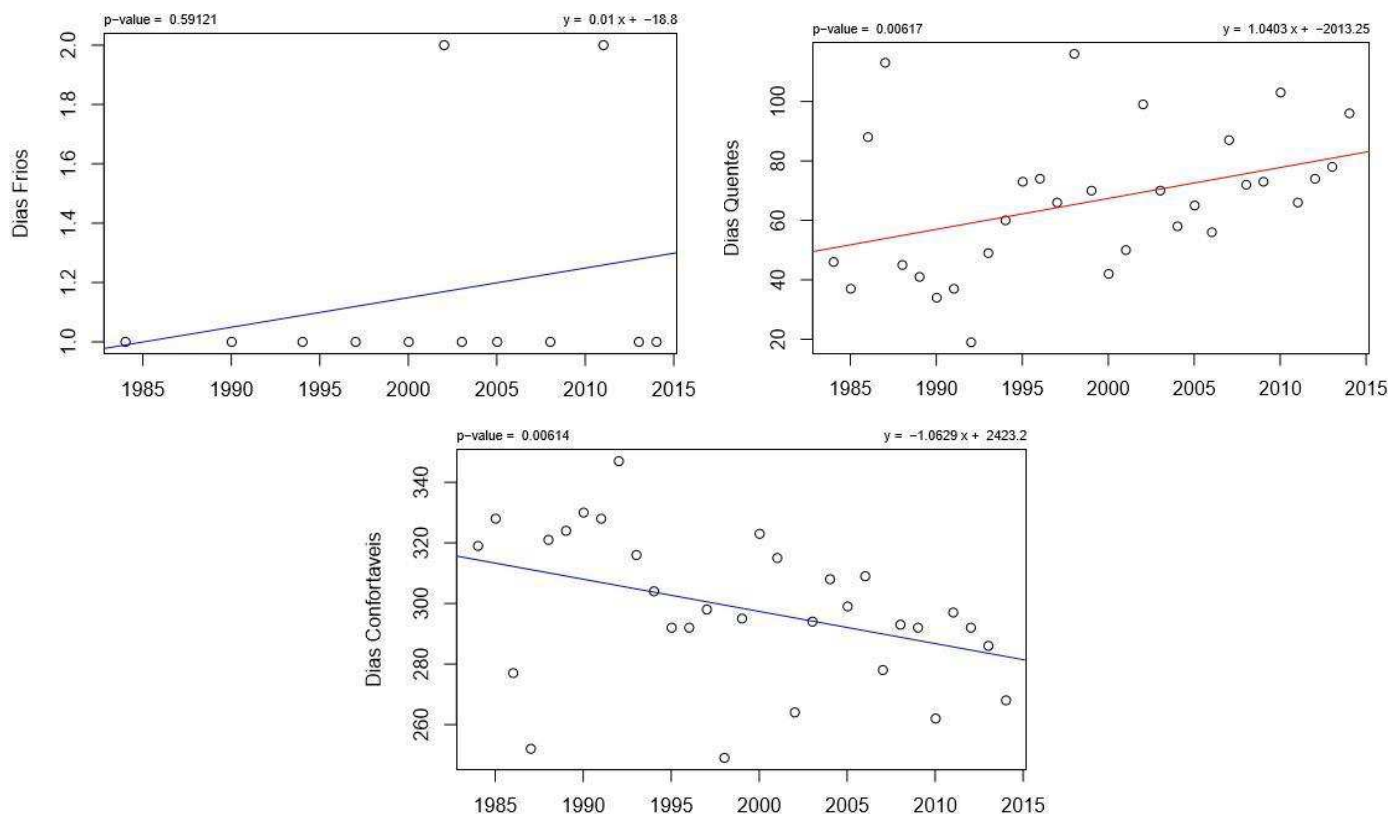 p-value = 0.59121
y = 0.01 x + −18.8
Dias Frios
2.0
1.8
1.6
1.4
1.2
1.0
1985 1990 1995 2000 2005 2010 2015
p-value = 0.00617
y = 1.0403 x + −2013.25
Dias Quentes
100
80
60
40
20
1985 1990 1995 2000 2005 2010 2015
p-value = 0.00614
y = −1.0629 x + 2423.2
Dias Confortaveis
340
320
300
280
260
1985 1990 1995 2000 2005 2010 2015